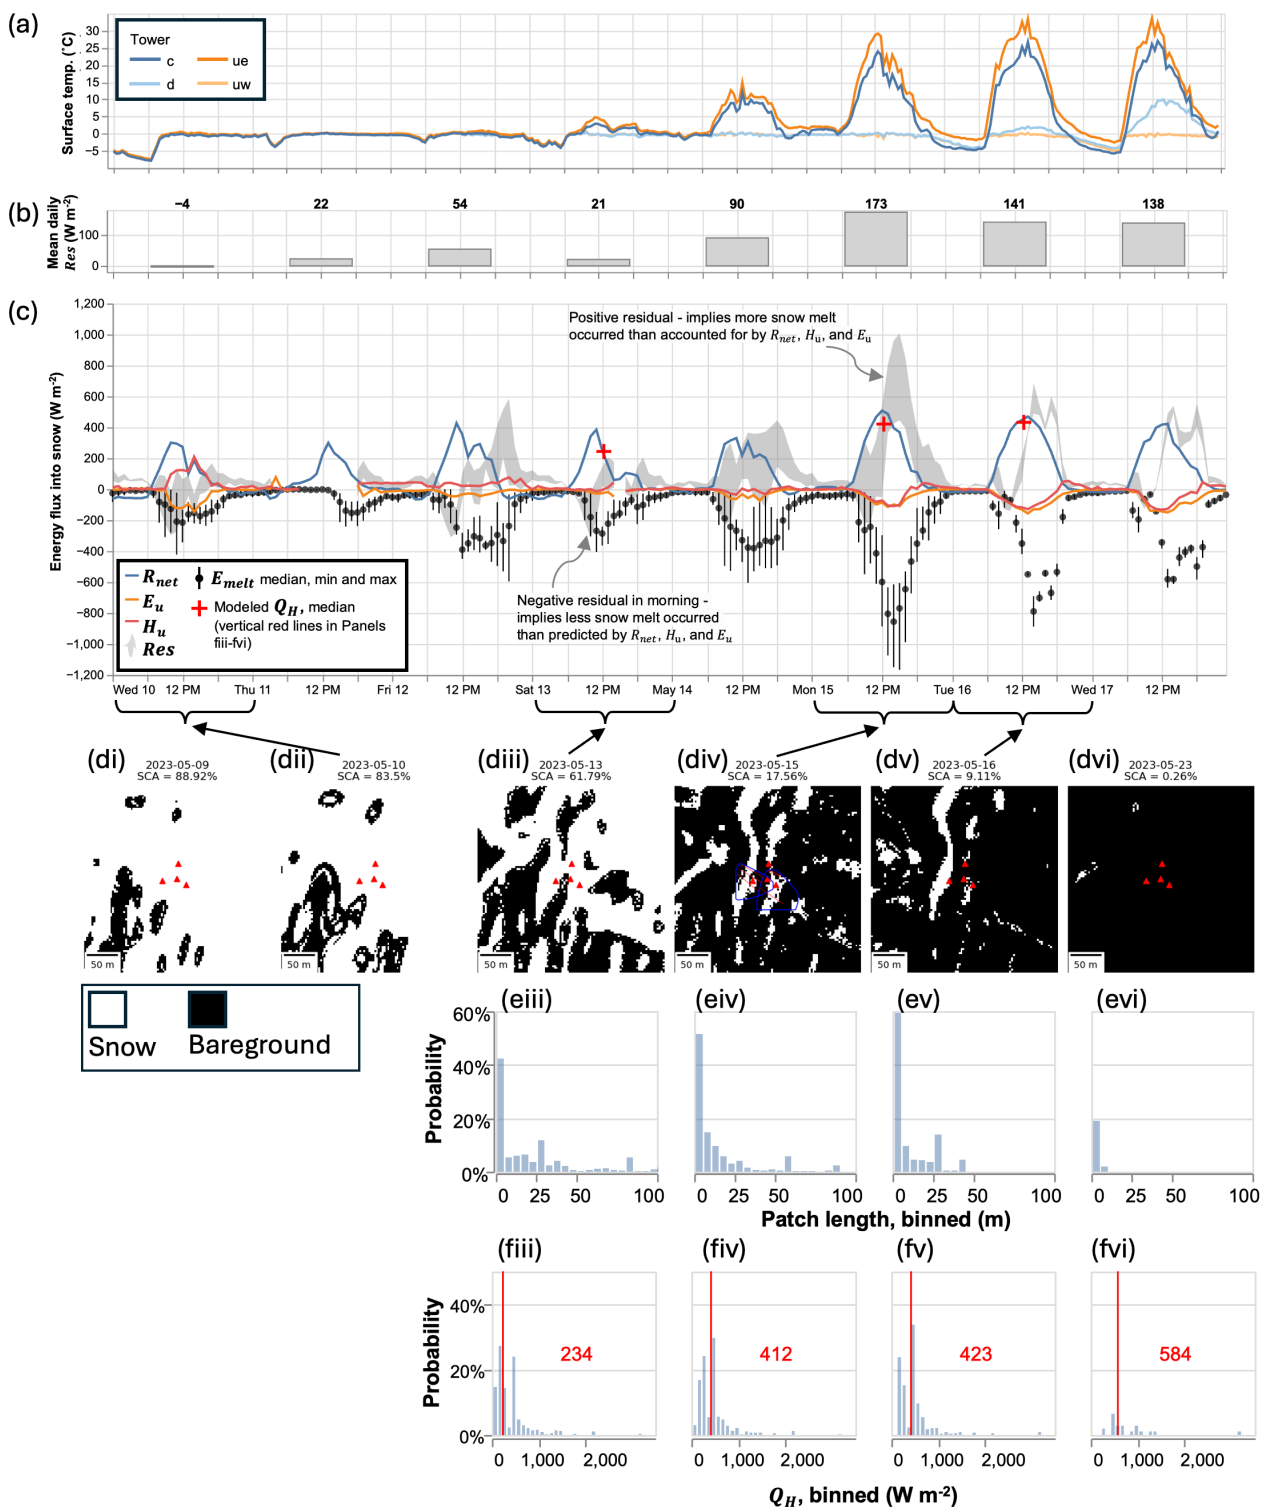 (a)
Surface temp. (˚C)
30
25
20
15
10
5
0
−5
Tower
c
ue
d
uw
(b)
Mean daily
Res (W m-2)
100
0
−4
22
54
21
90
173
141
138
(c)
Energy flux into snow (W m-2)
1,200
1,000
800
600
400
200
0
−200
−400
−600
−800
−1,000
−1,200
Positive residual - implies more snow melt
occurred than accounted for by Rnet, Hu, and Eu
Negative residual in morning -
implies less snow melt occurred
than predicted by Rnet, Hu, and Eu
Rnet
Eu
Hu
Res
Emelt median, min and max
Modeled QH, median
(vertical red lines in Panels
fiii-fvi)
Wed 10
12 PM
Thu 11
12 PM
Fri 12
12 PM
Sat 13
12 PM
May 14
12 PM
Mon 15
12 PM
Tue 16
12 PM
Wed 17
12 PM
(di)
2023-05-09
SCA = 88.92%
50 m
(dii)
2023-05-10
SCA = 83.5%
50 m
(diii)
2023-05-13
SCA = 61.79%
50 m
(div)
2023-05-15
SCA = 17.56%
50 m
(dv)
2023-05-16
SCA = 9.11%
50 m
(dvi)
2023-05-23
SCA = 0.26%
50 m
Snow
Bareground
(eiii)
(eiv)
(ev)
(evi)
Probability
60%
40%
20%
0%
0 25 50 100
0 25 50 100
0 25 50 100
0 25 50 100
Patch length, binned (m)
(fiii)
(fiv)
(fv)
(fvi)
Probability
40%
20%
0%
234
412
423
584
0 1,000 2,000
0 1,000 2,000
0 1,000 2,000
0 1,000 2,000
QH, binned (W m-2)